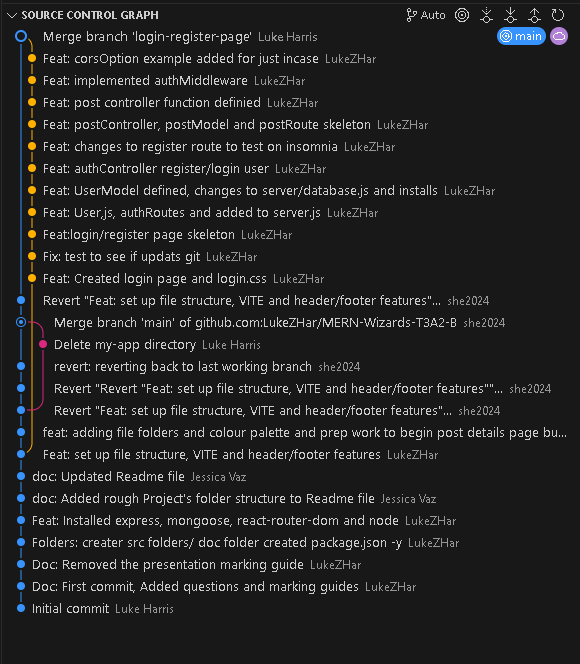 SOURCE CONTROL GRAPH Auto
Merge branch 'login-register-page' Luke Harris main
Feat: corsOption example added for just incase LukeZHar
Feat: implemented authMiddleware LukeZHar
Feat: post controller function definied LukeZHar
Feat: postController, postModel and postRoute skeleton LukeZHar
Feat: changes to register route to test on insomnia LukeZHar
Feat: authController register/login user LukeZHar
Feat: UserModel defined, changes to server/database.js and installs LukeZHar
Feat: User,js, authRoutes and added to server.js LukeZHar
Feat:login/register page skeleton LukeZHar
Fix: test to see if updats git LukeZHar
Feat: Created login page and login.css LukeZHar
Revert "Feat: set up file structure, VITE and header/footer features"... she2024
Merge branch 'main' of github.com:LukeZHar/MERN-Wizards-T3A2-B she2024
Delete my-app directory Luke Harris
revert: reverting back to last working branch she2024
Revert "Revert "Feat: set up file structure, VITE and header/footer features""... she2024
Revert "Feat: set up file structure, VITE and header/footer features"... she2024
feat: adding file folders and colour palette and prep work to begin post details page bu...
Feat: set up file structure, VITE and header/footer features LukeZHar
doc: Updated Readme file Jessica Vaz
doc: Added rough Project's folder structure to Readme file Jessica Vaz
Feat: Installed express, mongoose, react-router-dom and node LukeZHar
Folders: creater src folders/ doc folder created package.json -y LukeZHar
Doc: Removed the presentation marking guide LukeZHar
Doc: First commit, Added questions and marking guides LukeZHar
Initial commit Luke Harris